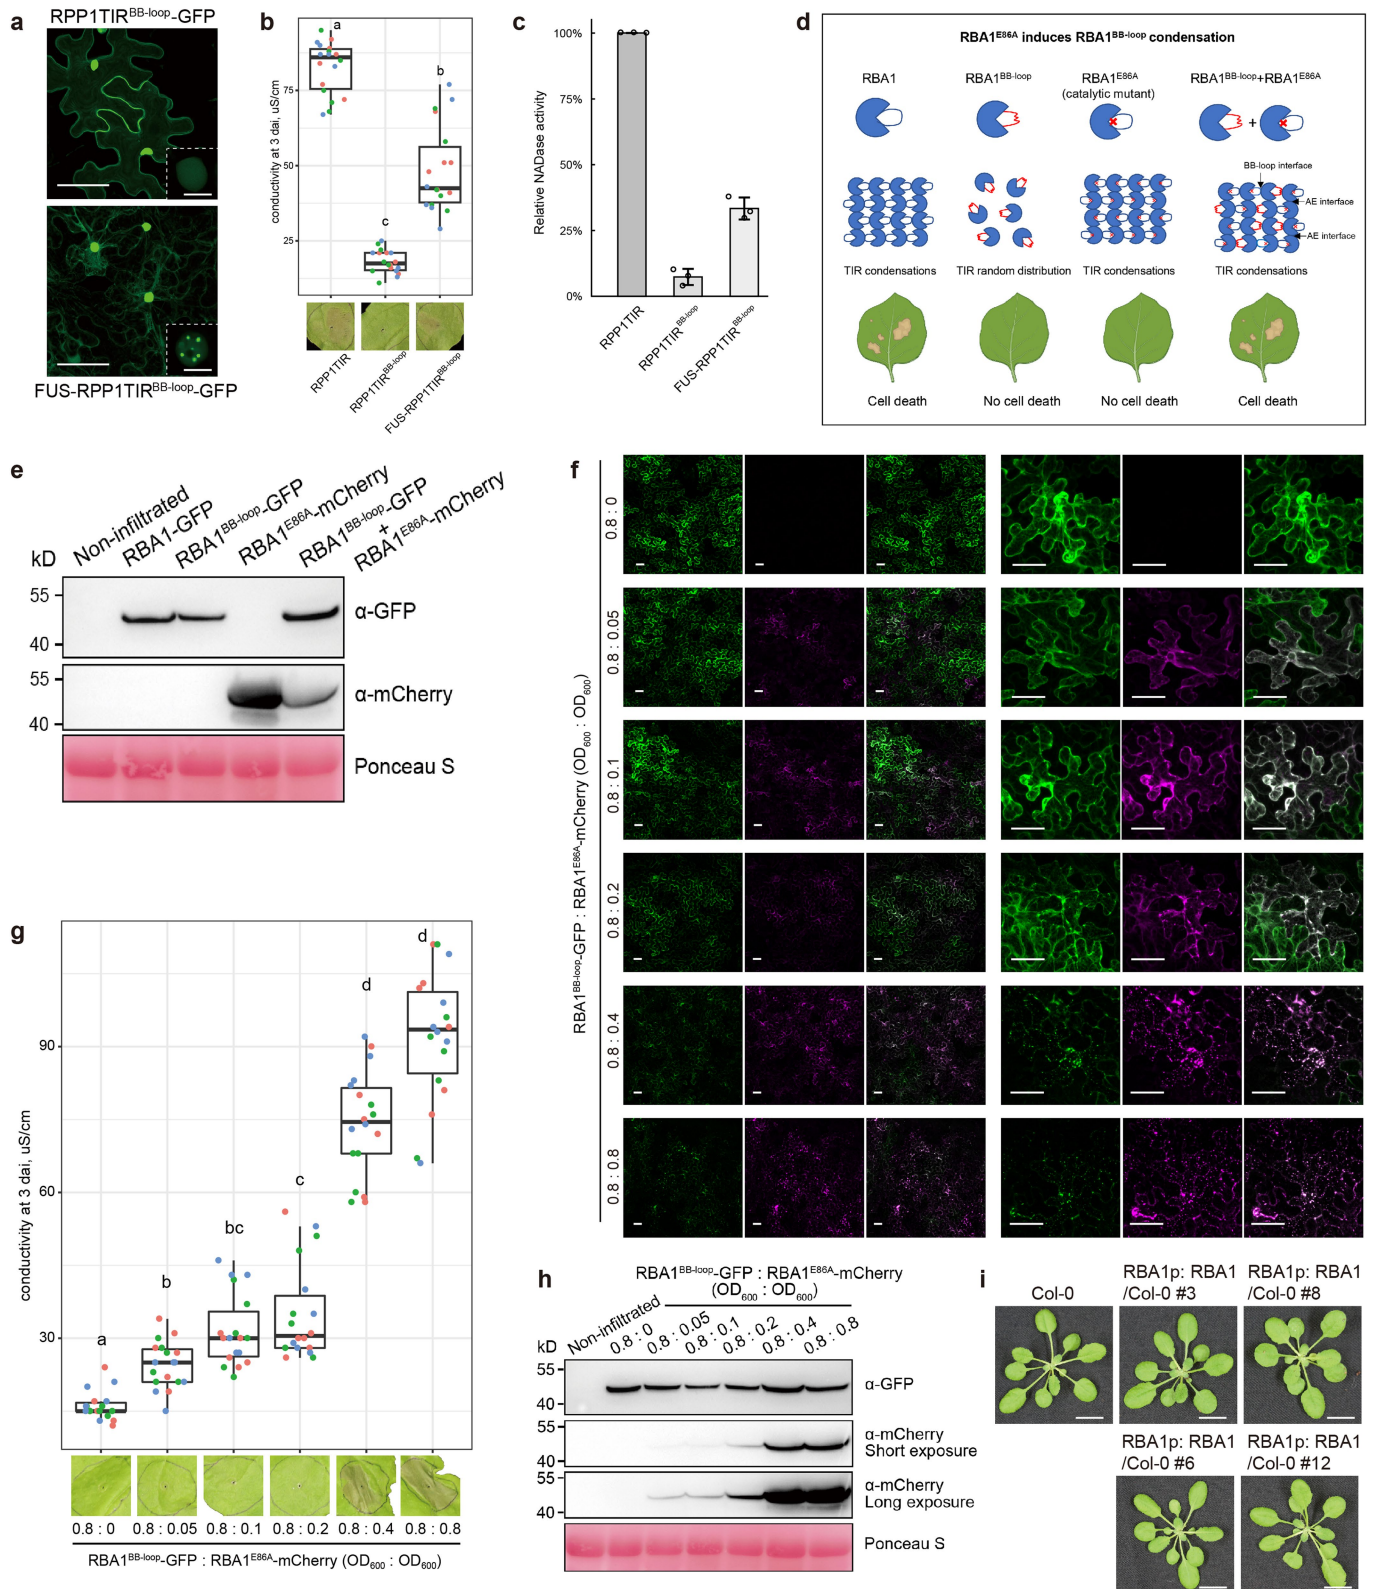 a
RPP1TIR^BB-loop-GFP
FUS-RPP1TIR^BB-loop-GFP
b
conductivity at 3 dai, uS/cm
75
50
25
a
b
c
RPP1TIR
RPP1TIR^BB-loop
FUS-RPP1TIR^BB-loop
c
Relative NADase activity
100%
75%
50%
25%
0%
RPP1TIR
RPP1TIR^BB-loop
FUS-RPP1TIR^BB-loop
d
RBA1^E86A induces RBA1^BB-loop condensation
RBA1
RBA1^BB-loop
RBA1^E86A
(catalytic mutant)
RBA1^BB-loop+RBA1^E86A
+
BB-loop interface
AE interface
AE interface
TIR condensations
TIR random distribution
TIR condensations
TIR condensations
Cell death
No cell death
No cell death
Cell death
e
kD
Non-infiltrated
RBA1-GFP
RBA1^BB-loop-GFP
RBA1^E86A-mCherry
RBA1^BB-loop-GFP
+
RBA1^E86A-mCherry
55
40
α-GFP
55
40
α-mCherry
Ponceau S
f
RBA1^BB-loop-GFP : RBA1^E86A-mCherry (OD600 : OD600)
0.8 : 0
0.8 : 0.05
0.8 : 0.1
0.8 : 0.2
0.8 : 0.4
0.8 : 0.8
g
conductivity at 3 dai, uS/cm
90
60
30
a
b
bc
c
d
d
0.8 : 0
0.8 : 0.05
0.8 : 0.1
0.8 : 0.2
0.8 : 0.4
0.8 : 0.8
RBA1^BB-loop-GFP : RBA1^E86A-mCherry (OD600 : OD600)
h
RBA1^BB-loop-GFP : RBA1^E86A-mCherry
(OD600 : OD600)
kD
Non-infiltrated
0.8 : 0
0.8 : 0.05
0.8 : 0.1
0.8 : 0.2
0.8 : 0.4
0.8 : 0.8
55
40
α-GFP
55
40
α-mCherry
Short exposure
55
40
α-mCherry
Long exposure
Ponceau S
i
Col-0
RBA1p: RBA1
/Col-0 #3
RBA1p: RBA1
/Col-0 #8
RBA1p: RBA1
/Col-0 #6
RBA1p: RBA1
/Col-0 #12